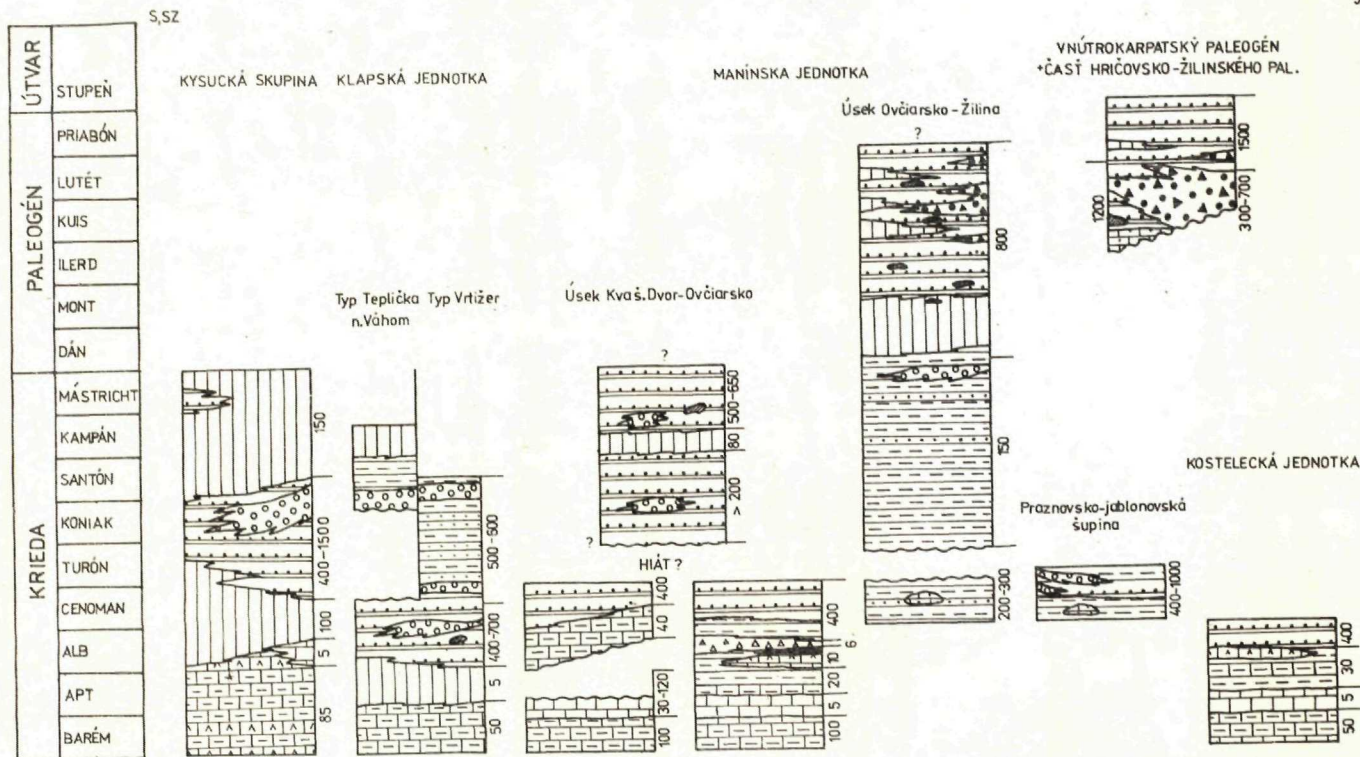 S,SZ
ÚTVAR
STUPEŇ
KYSUCKÁ SKUPINA
KLAPSKÁ JEDNOTKA
MANÍNSKA JEDNOTKA
VNÚTROKARPATSKÝ PALEOGÉN
+ČASŤ HRIČOVSKO-ŽILINSKÉHO PAL.
PALEOGÉN
PRIABÓN
LUTÉT
KUIS
ILERD
MONT
DÁN
KRIEDA
MÁSTRICHT
KAMPÁN
SANTÓN
KONIAK
TURÓN
CENOMAN
ALB
APT
BARÉM
150
400-1500
100
5
85
Typ Teplička Typ Vrtižer
n.Váhom
500-600
400-700
5
50
Úsek Kvaš. Dvor-Ovčiarsko
?
500-650
80
200
^
?
HIÁT ?
400
40
30-120
100
400
6
10
20
5
100
Úsek Ovčiarsko-Žilina
?
800
750
200-300
1500
1200
300-700
Praznovsko-jablonovská
šupina
400-1000
KOSTELECKÁ JEDNOTKA
400
30
5
50